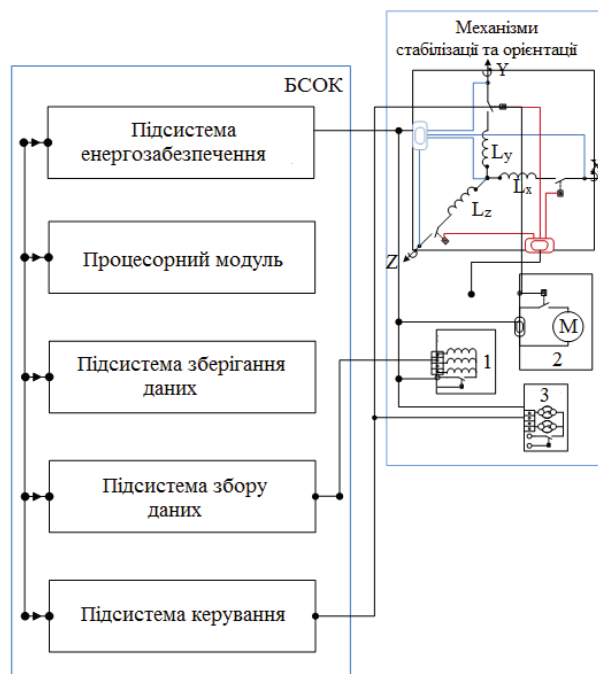 Механізми
стабілізації та орієнтації
БСОК
Підсистема
енергозабезпечення
Процесорний модуль
Підсистема зберігання
даних
Підсистема збору
даних
Підсистема керування
Y
Ly
X
Lx
Lz
Z
M
1
2
3